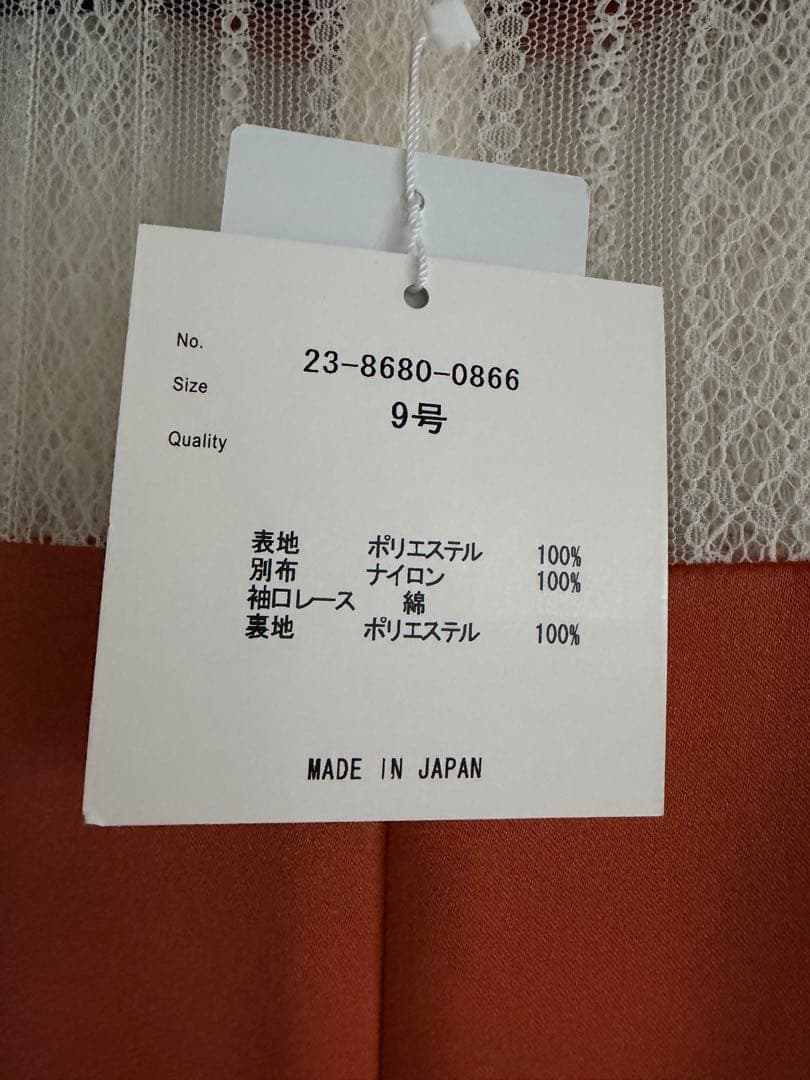 No. 23-8680-0866
Size 9号
Quality
表地 ポリエステル 100%
別布 ナイロン 100%
袖口レース 綿
裏地 ポリエステル 100%
MADE IN JAPAN